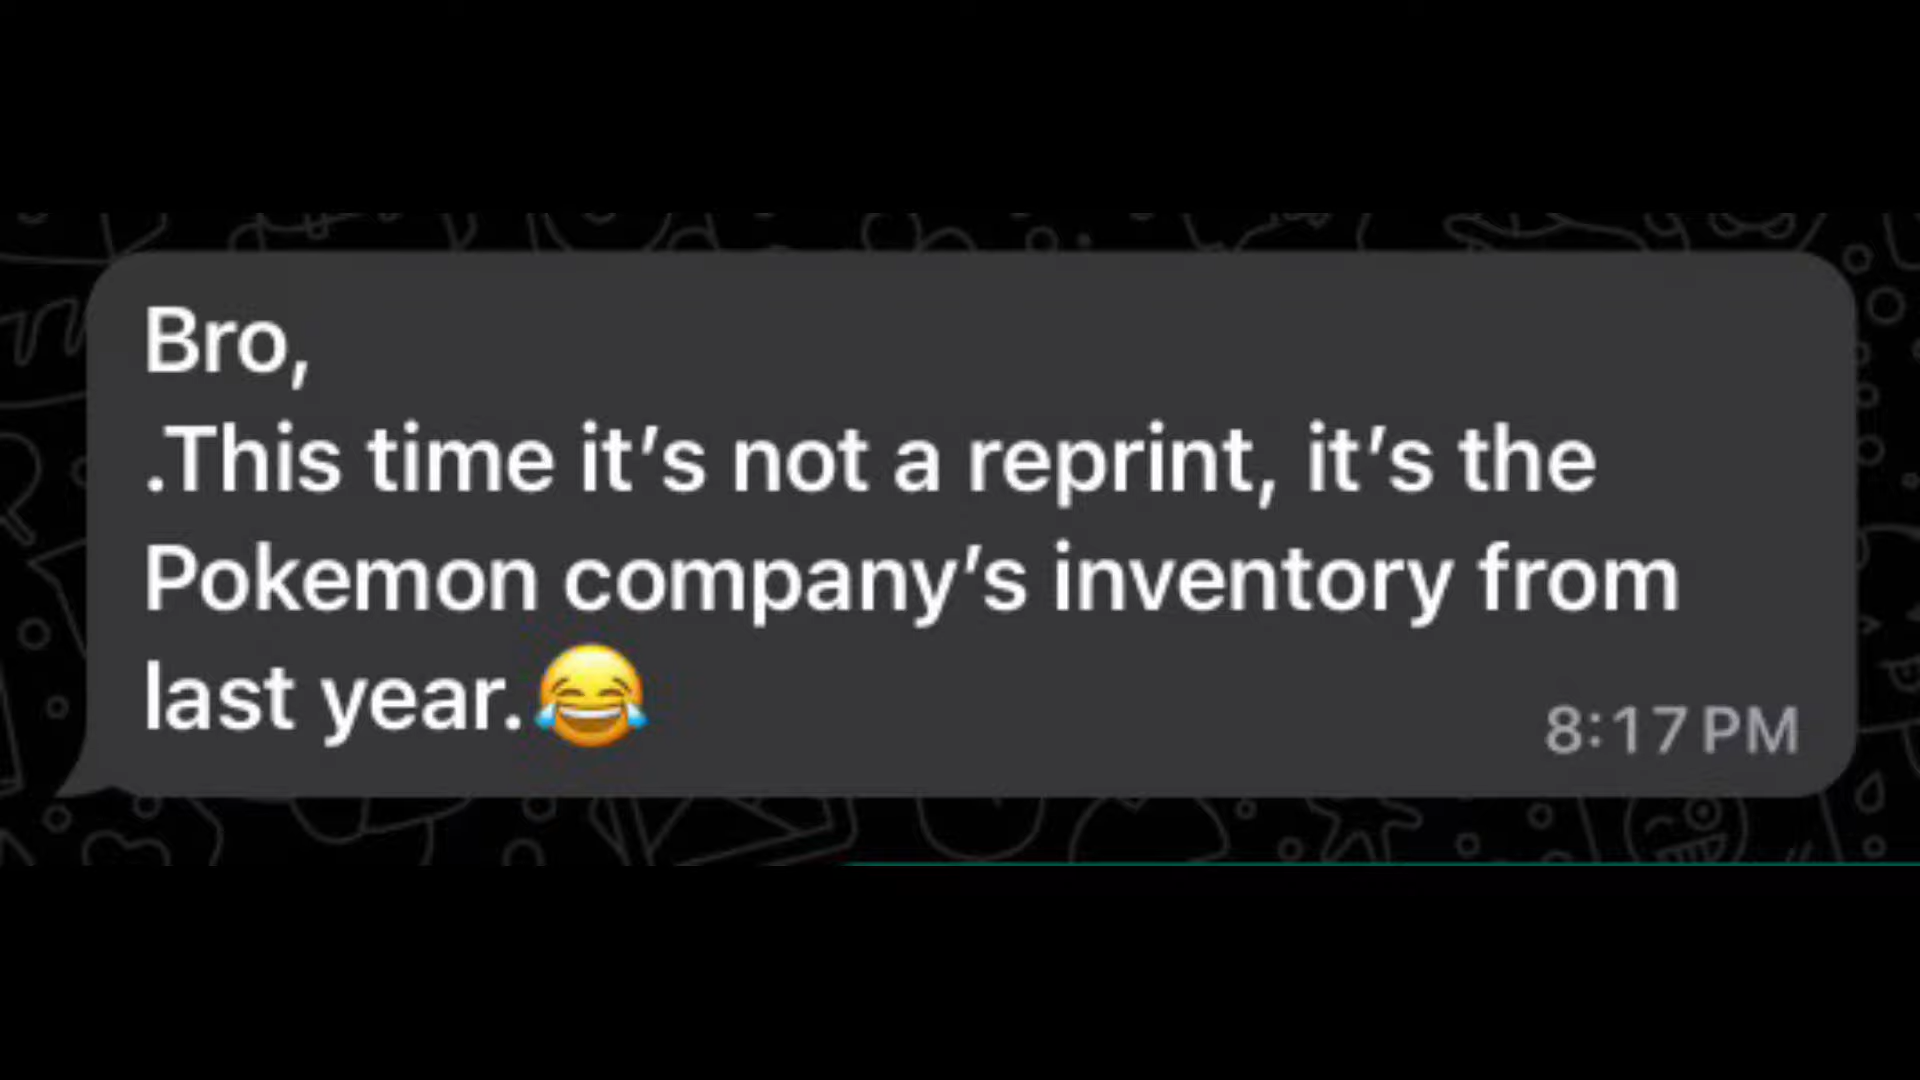 Bro,
.This time it’s not a reprint, it’s the
Pokemon company’s inventory from
last year.😂
8:17 PM